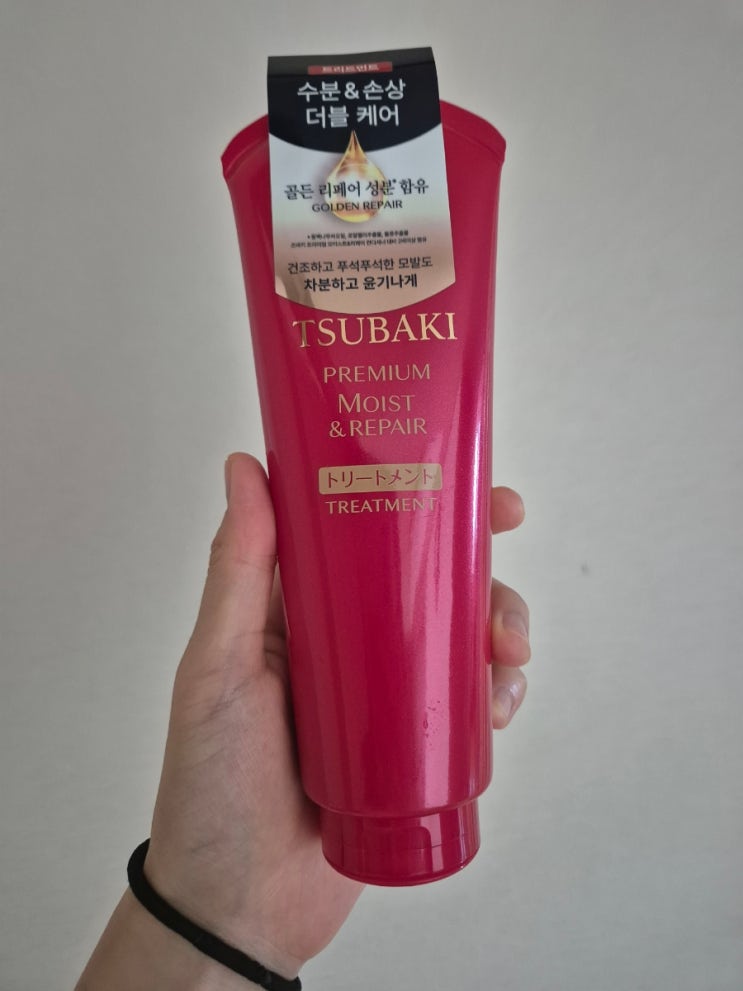 트리트먼트
수분 & 손상
더블 케어
골든 리페어 성분* 함유
GOLDEN REPAIR
건조하고 푸석푸석한 모발도
차분하고 윤기나게
TSUBAKI
PREMIUM
MOIST
& REPAIR
トリートメント
TREATMENT